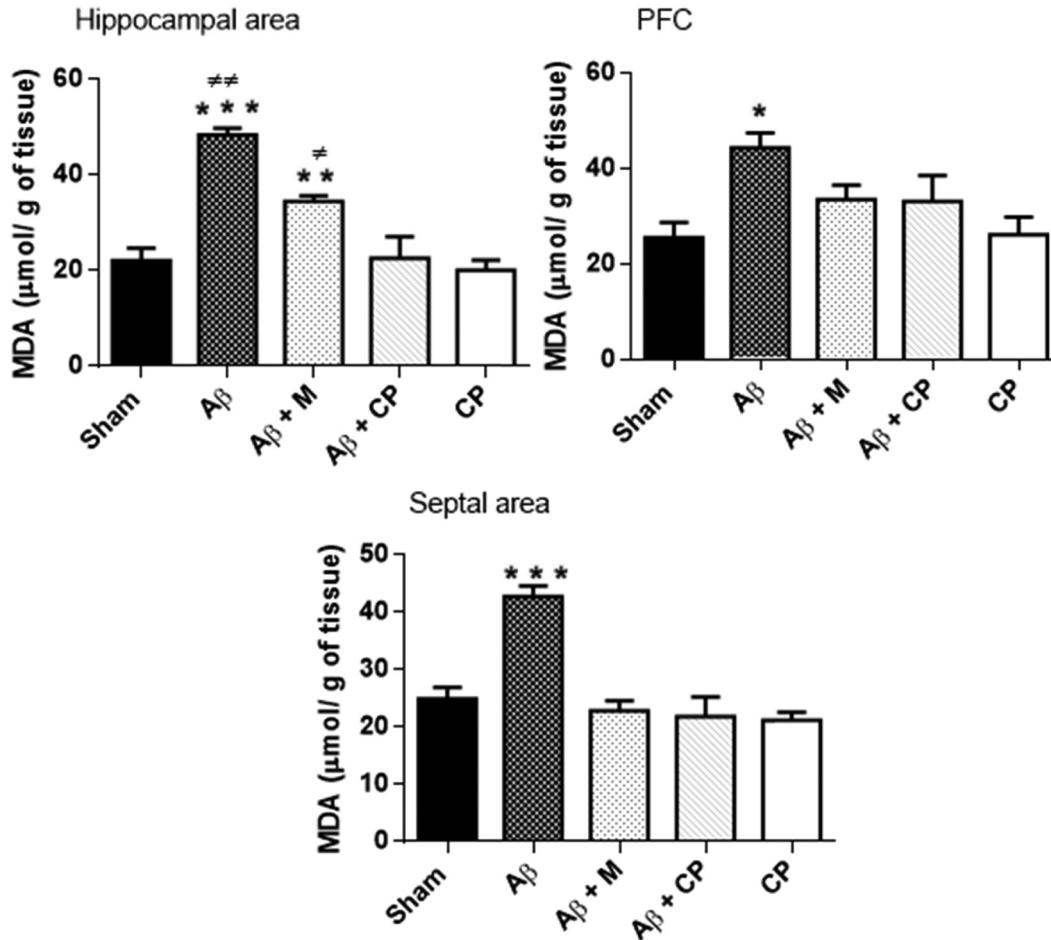 Hippocampal area
MDA (μmol/ g of tissue)
60
40
20
0
≠≠
* * *
≠
* *
Sham
Aβ
Aβ + M
Aβ + CP
CP
PFC
MDA (μmol/ g of tissue)
60
40
20
0
*
Sham
Aβ
Aβ + M
Aβ + CP
CP
Septal area
MDA (μmol/ g of tissue)
50
40
30
20
10
0
* * *
Sham
Aβ
Aβ + M
Aβ + CP
CP